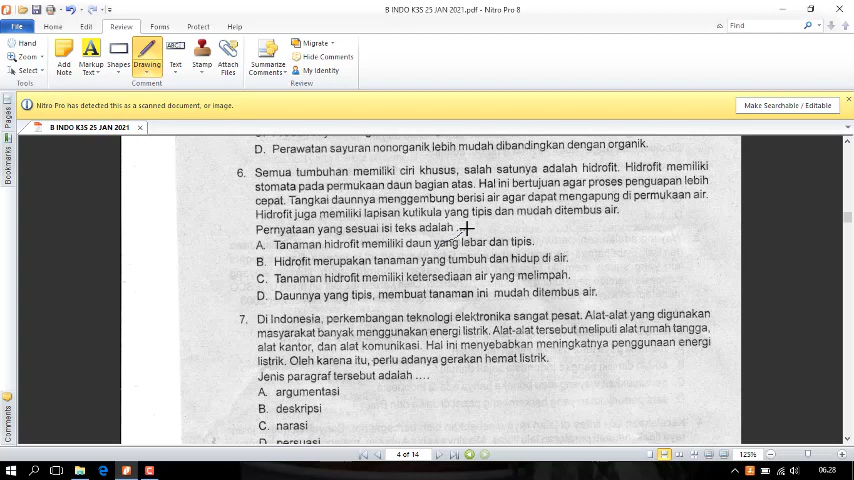 B INDO K3S 25 JAN 2021.pdf - Nitro Pro 8
File Home Edit Review Forms Protect Help
Find
Hand
Zoom
Select
Tools
Add Note
Markup Text
Shapes
Drawing
Text
Stamp
Attach Files
Comment
Summarize Comments
Migrate
Hide Comments
My Identity
Review
Nitro Pro has detected this as a scanned document, or image.
Make Searchable / Editable
B INDO K3S 25 JAN 2021
Pages
Bookmarks
Comments
D. Perawatan sayuran nonorganik lebih mudah dibandingkan dengan organik.
6. Semua tumbuhan memiliki ciri khusus, salah satunya adalah hidrofit. Hidrofit memiliki
stomata pada permukaan daun bagian atas. Hal ini bertujuan agar proses penguapan lebih
cepat. Tangkai daunnya menggembung berisi air agar dapat mengapung di permukaan air.
Hidrofit juga memiliki lapisan kutikula yang tipis dan mudah ditembus air.
Pernyataan yang sesuai isi teks adalah ....
A. Tanaman hidrofit memiliki daun yang labar dan tipis.
B. Hidrofit merupakan tanaman yang tumbuh dan hidup di air.
C. Tanaman hidrofit memiliki ketersediaan air yang melimpah.
D. Daunnya yang tipis, membuat tanaman ini mudah ditembus air.
7. Di Indonesia, perkembangan teknologi elektronika sangat pesat. Alat-alat yang digunakan
masyarakat banyak menggunakan energi listrik. Alat-alat tersebut meliputi alat rumah tangga,
alat kantor, dan alat komunikasi. Hal ini menyebabkan meningkatnya penggunaan energi
listrik. Oleh karena itu, perlu adanya gerakan hemat listrik.
Jenis paragraf tersebut adalah ....
A. argumentasi
B. deskripsi
C. narasi
D. persuasi
4 of 14
125%
06.28